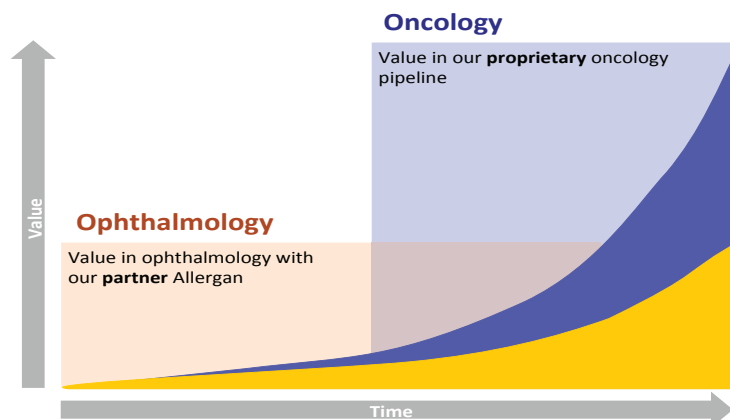 Oncology
Value in our proprietary oncology
pipeline
Ophthalmology
Value in ophthalmology with
our partner Allergan
Value
Time